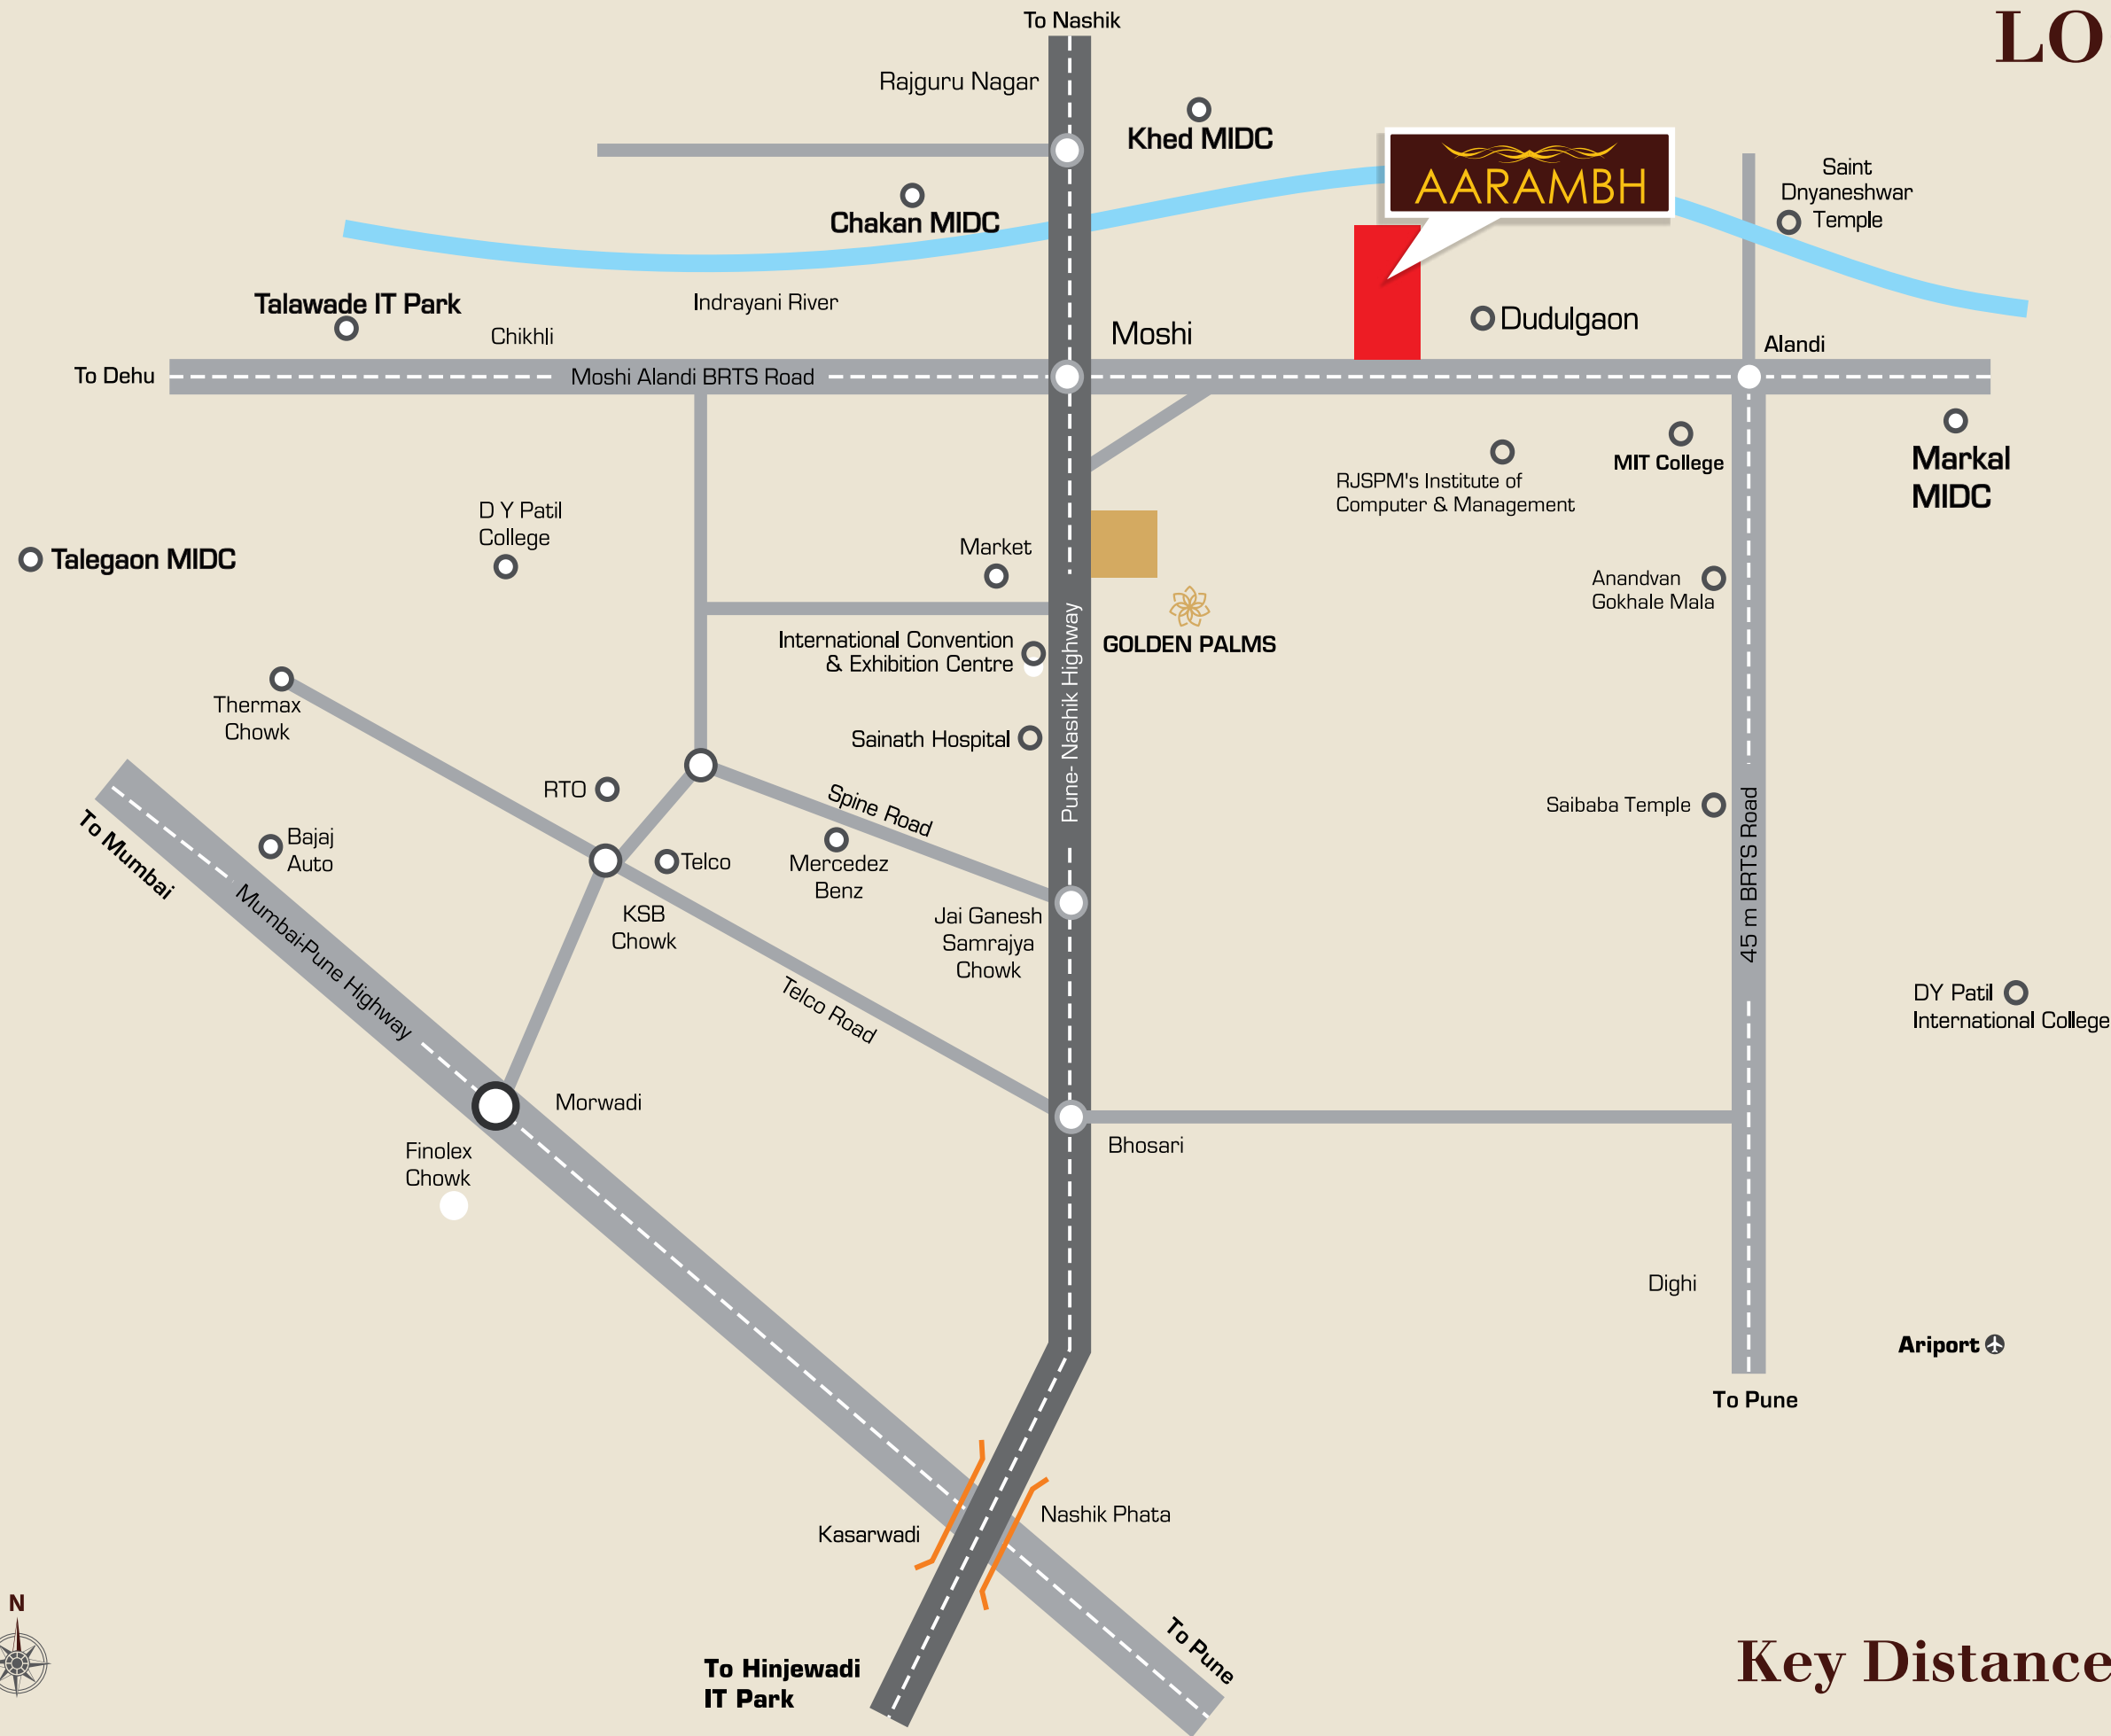 To Nashik
LO
Rajguru Nagar
Khed MIDC
AARAMBH
Saint
Dnyaneshwar
Temple
Chakan MIDC
Talawade IT Park
Indrayani River
Chikhli
Moshi
Dudulgaon
Alandi
To Dehu
Moshi Alandi BRTS Road
MIT College
Markal
MIDC
RJSPM's Institute of
Computer & Management
D Y Patil
College
Talegaon MIDC
Market
Anandvan
Gokhale Mala
International Convention
& Exhibition Centre
GOLDEN PALMS
Pune- Nashik Highway
Thermax
Chowk
Sainath Hospital
RTO
Spine Road
Saibaba Temple
To Mumbai
Bajaj
Auto
Telco
Mercedez
Benz
45 m BRTS Road
Mumbai-Pune Highway
KSB
Chowk
Jai Ganesh
Samrajya
Chowk
Telco Road
DY Patil
International College
Morwadi
Bhosari
Finolex
Chowk
Dighi
Ariport
To Pune
Nashik Phata
Kasarwadi
N
To Pune
To Hinjewadi
IT Park
Key Distance